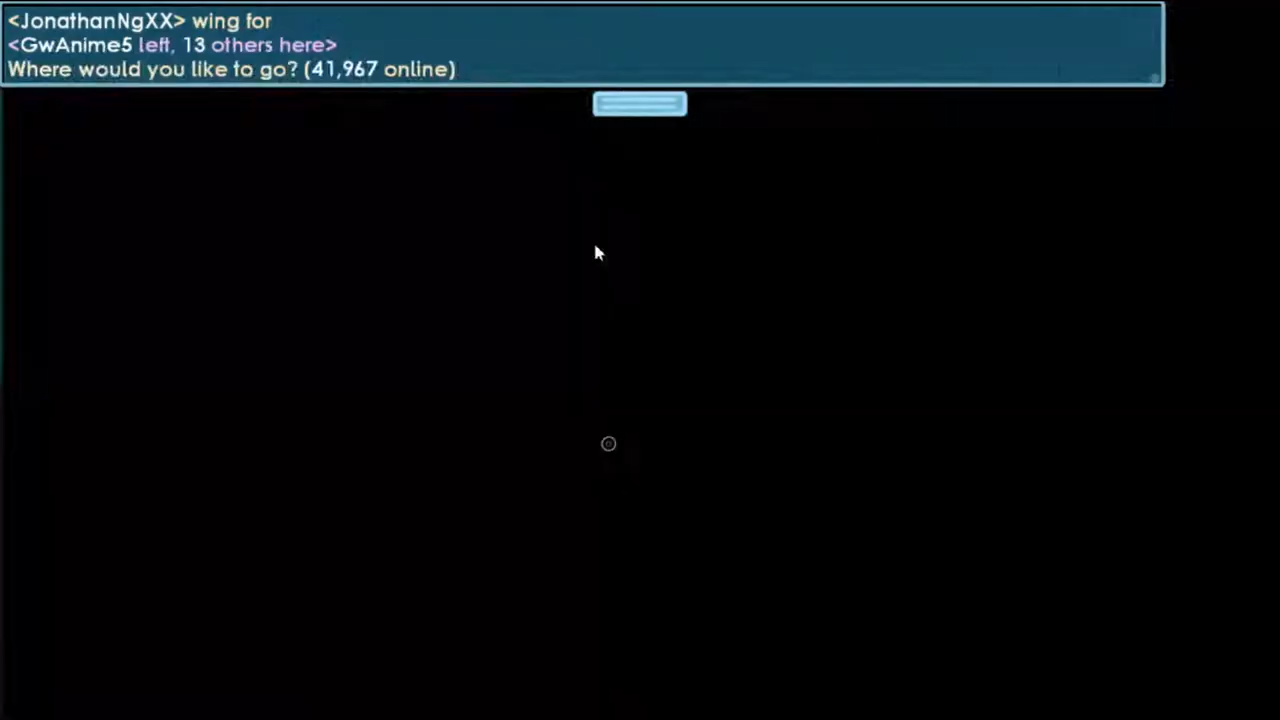 <JonathanNgXX> wing for
<GwAnime5 left, 13 others here>
Where would you like to go? (41,967 online)